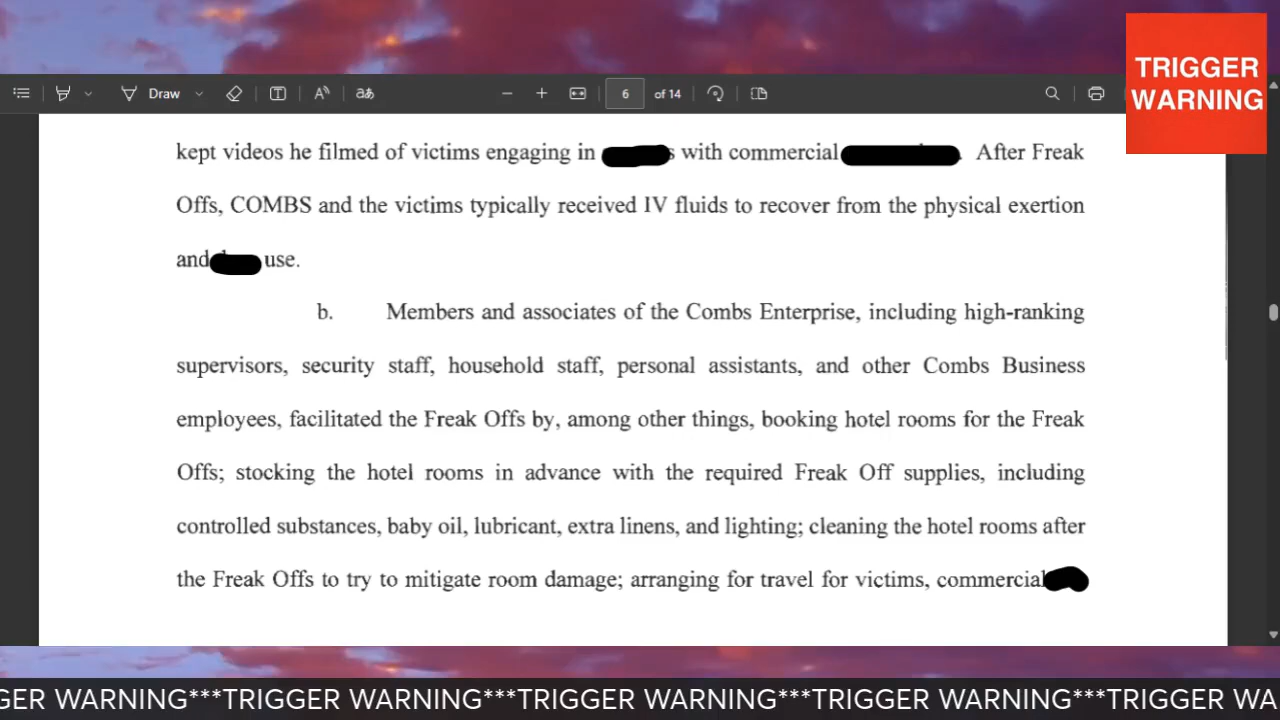 TRIGGER
WARNING
Draw
6 of 14
kept videos he filmed of victims engaging in s with commercial . After Freak
Offs, COMBS and the victims typically received IV fluids to recover from the physical exertion
and use.
b. Members and associates of the Combs Enterprise, including high-ranking
supervisors, security staff, household staff, personal assistants, and other Combs Business
employees, facilitated the Freak Offs by, among other things, booking hotel rooms for the Freak
Offs; stocking the hotel rooms in advance with the required Freak Off supplies, including
controlled substances, baby oil, lubricant, extra linens, and lighting; cleaning the hotel rooms after
the Freak Offs to try to mitigate room damage; arranging for travel for victims, commercial
GER WARNING***TRIGGER WARNING***TRIGGER WARNING***TRIGGER WARNING***TRIGGER WA